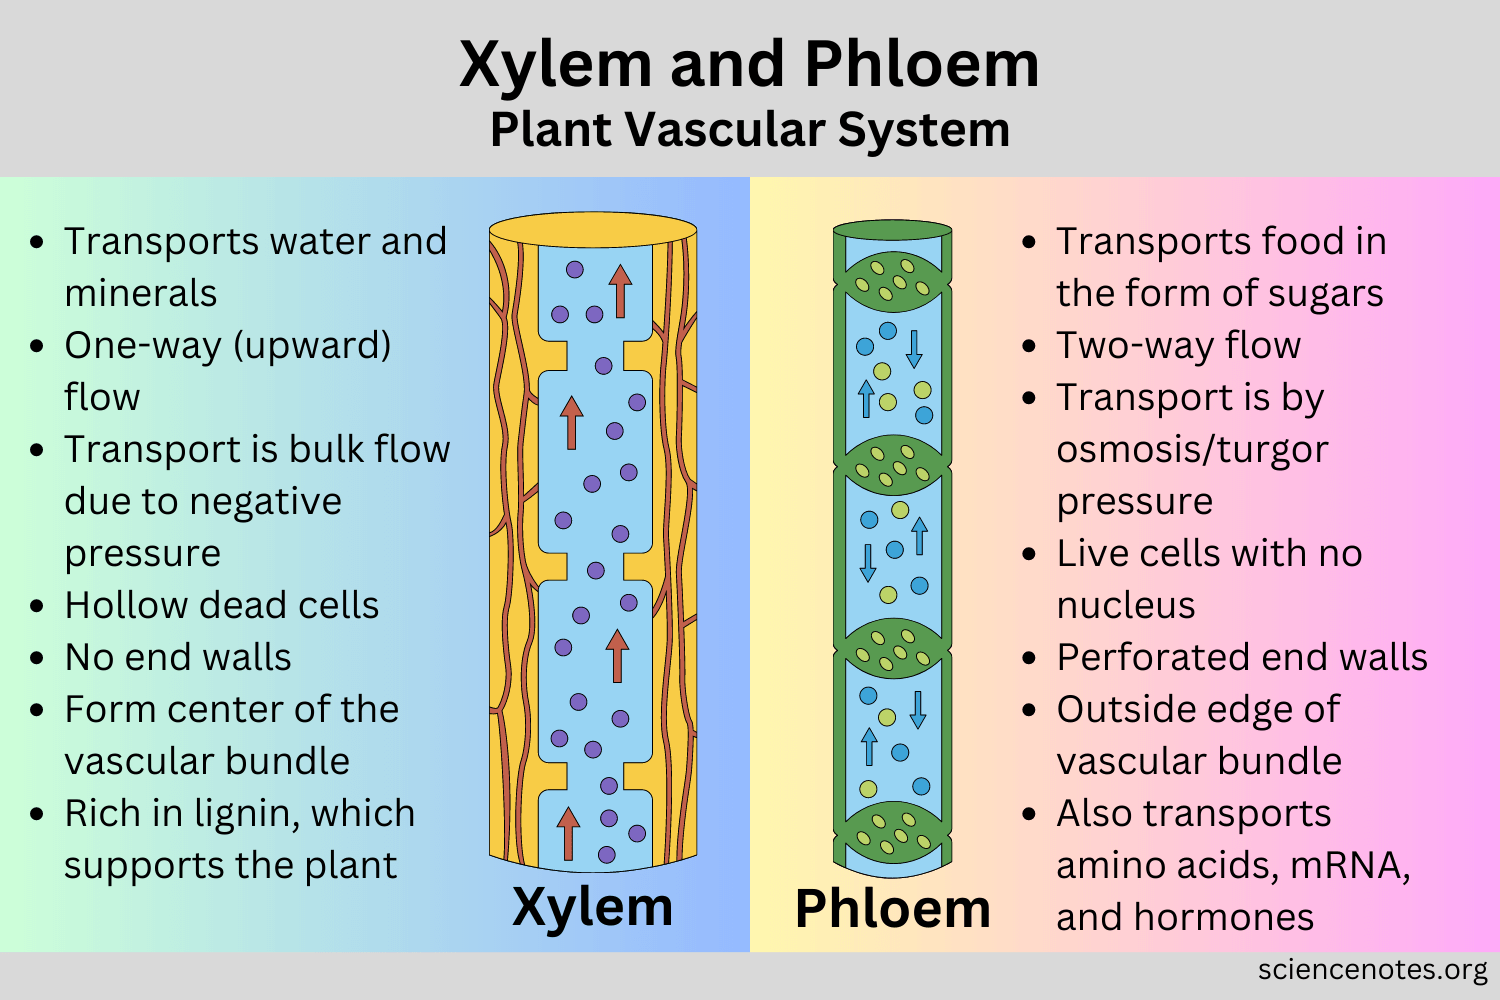 Xylem and Phloem
Plant Vascular System
• Transports water and
minerals
• One-way (upward)
flow
• Transport is bulk flow
due to negative
pressure
• Hollow dead cells
• No end walls
• Form center of the
vascular bundle
• Rich in lignin, which
supports the plant
Xylem
Phloem
• Transports food in
the form of sugars
• Two-way flow
• Transport is by
osmosis/turgor
pressure
• Live cells with no
nucleus
• Perforated end walls
• Outside edge of
vascular bundle
• Also transports
amino acids, mRNA,
and hormones
sciencenotes.org